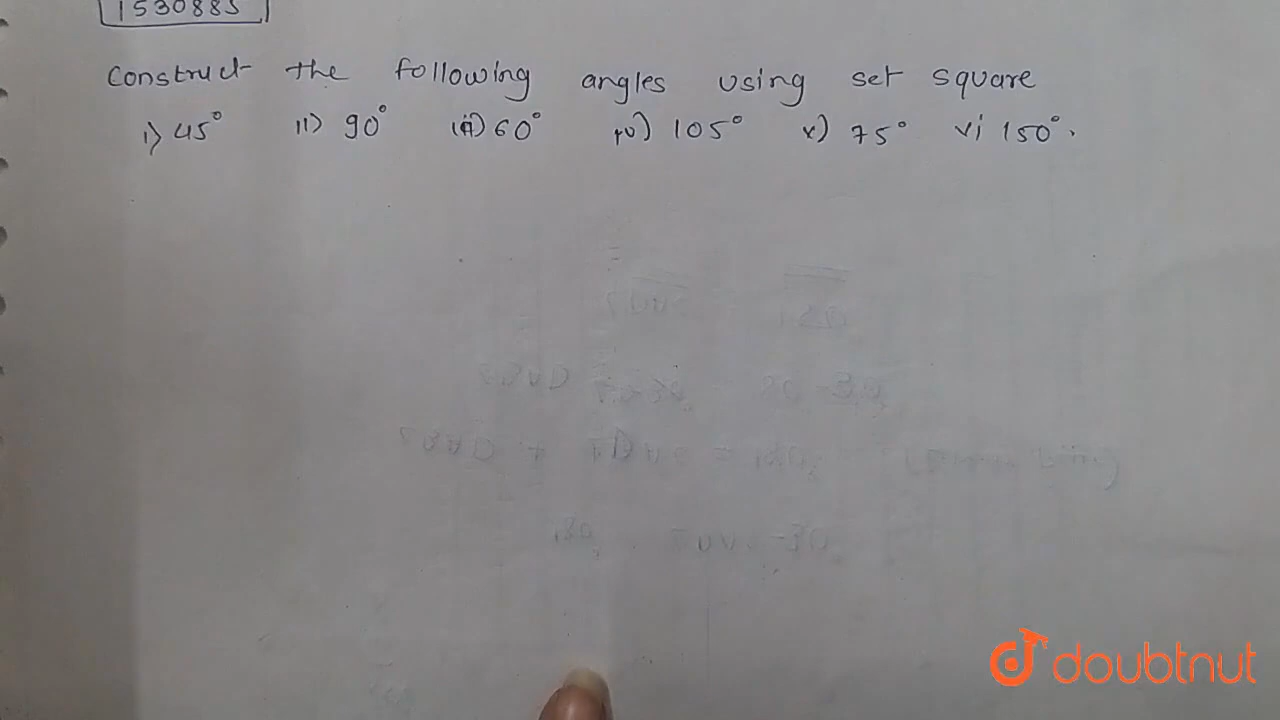 1530885
Construct the following angles using set square
i) 45° ii) 90° (iii) 60° iv) 105° v) 75° vi 150°.
doubtnut